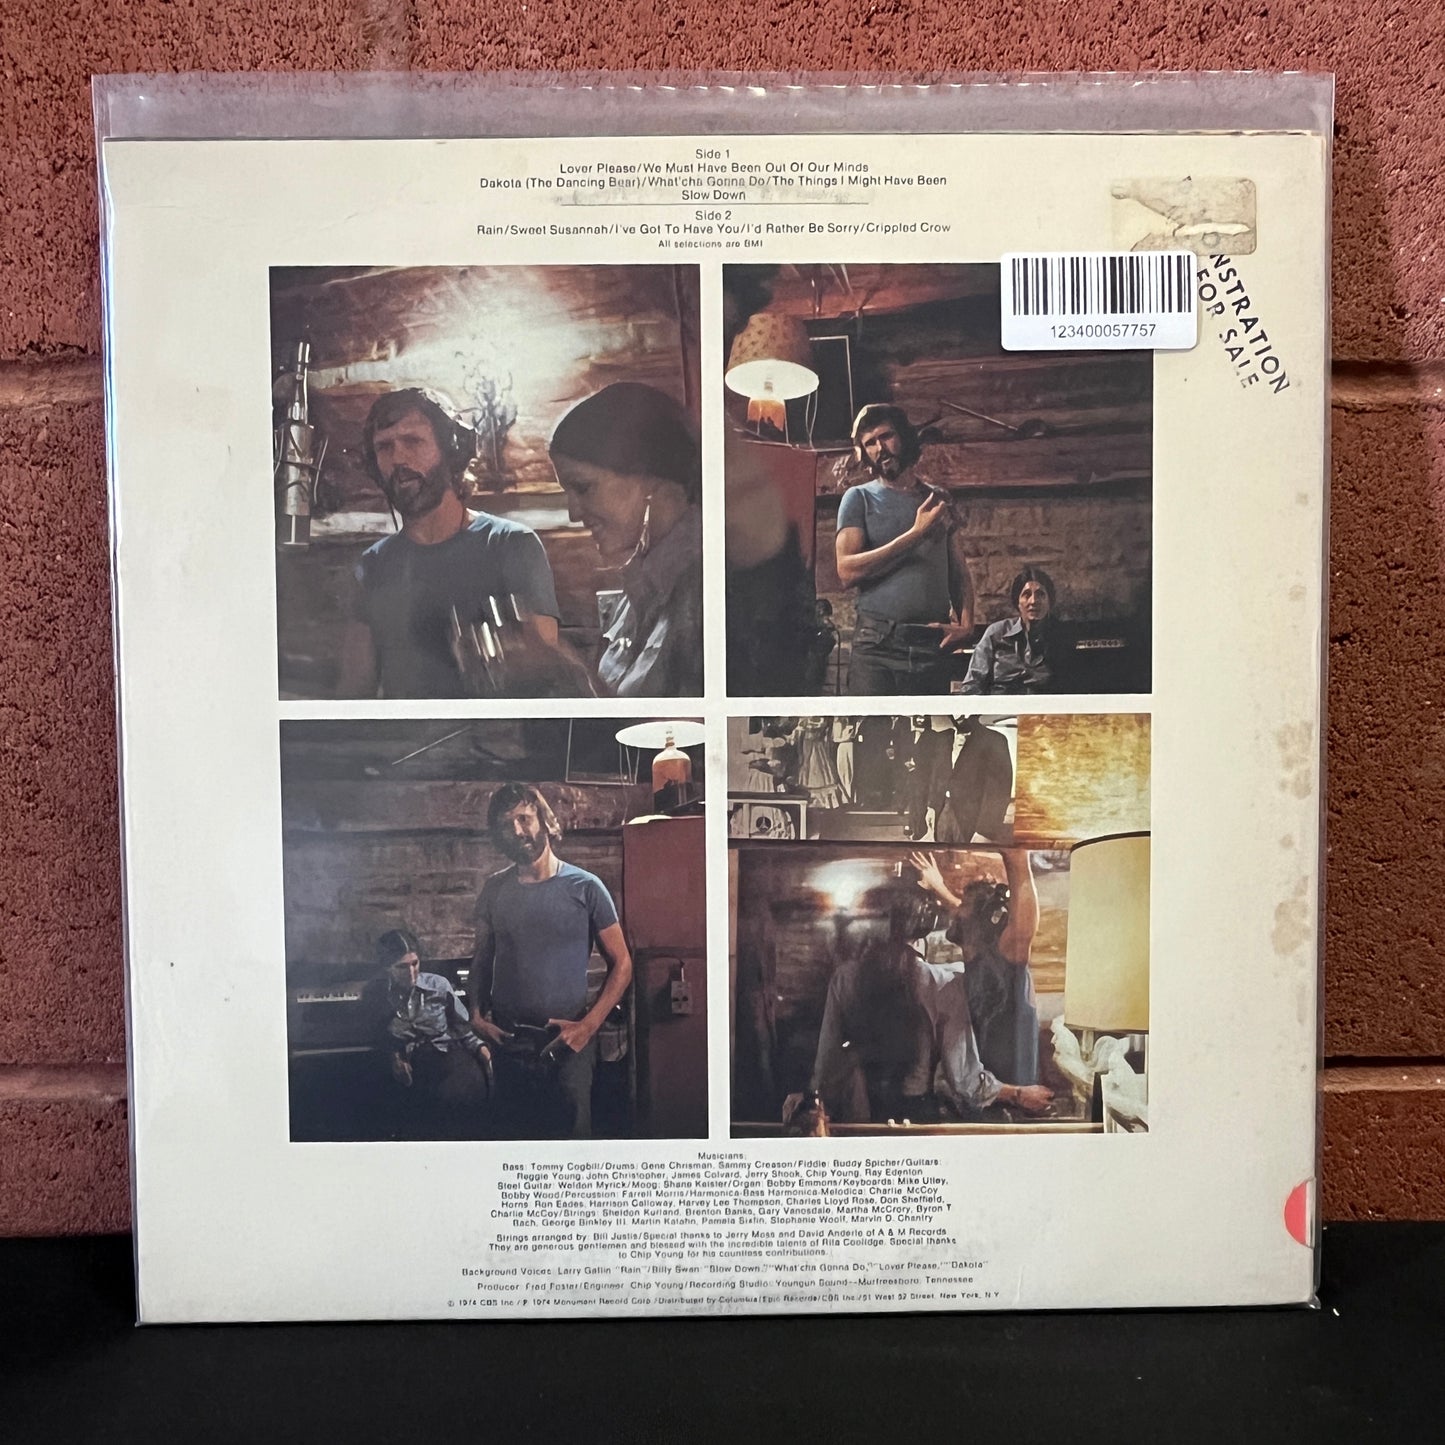 Side 1
Lover Please/We Must Have Been Out Of Our Minds
Dakota (The Dancing Bear)/What'cha Gonna Do/The Things I Might Have Been
Slow Down
Side 2
Rain/Sweet Susannah/I've Got To Have You/I'd Rather Be Sorry/Crippled Crow
All selections are BMI
ONSTRATION
FOR SALE
123400057757
Musicians:
Bass: Tommy Cogbill/Drums: Gene Chrisman, Sammy Creason/Fiddle: Buddy Spicher/Guitars:
Reggie Young, John Christopher, James Colvard, Jerry Shook, Chip Young, Ray Edenton
Steel Guitar: Weldon Myrick/Moog: Shane Keister/Organ: Bobby Emmons/Keyboards: Mike Utley,
Bobby Wood/Percussion: Farrell Morris/Harmonica-Bass Harmonica-Melodica: Charlie McCoy
Horns: Ron Eades, Harrison Calloway, Harvey Lee Thompson, Charles Lloyd Rose, Don Sheffield,
Charlie McCoy/Strings: Sheldon Kurland, Brenton Banks, Gary Vanosdale, Martha McCrory, Byron T.
Bach, George Binkley III, Martin Katahn, Pamela Sixfin, Stephanie Woolf, Marvin D. Chantry
Strings arranged by: Bill Justis/Special thanks to Jerry Moss and David Anderle of A & M Records
They are generous gentlemen and blessed with the incredible talents of Rita Coolidge. Special thanks
to Chip Young for his countless contributions.
Background Voices: Larry Gatlin "Rain"/Billy Swan: "Slow Down," "What'cha Gonna Do," "Lover Please," "Dakota"
Producer: Fred Foster/Engineer: Chip Young/Recording Studio: Youngun Sound--Murfreesboro, Tennessee
© 1974 CBS Inc./℗ 1974 Monument Record Corp./Distributed by Columbia/Epic Records/CBS Inc./51 West 52 Street, New York, N.Y.